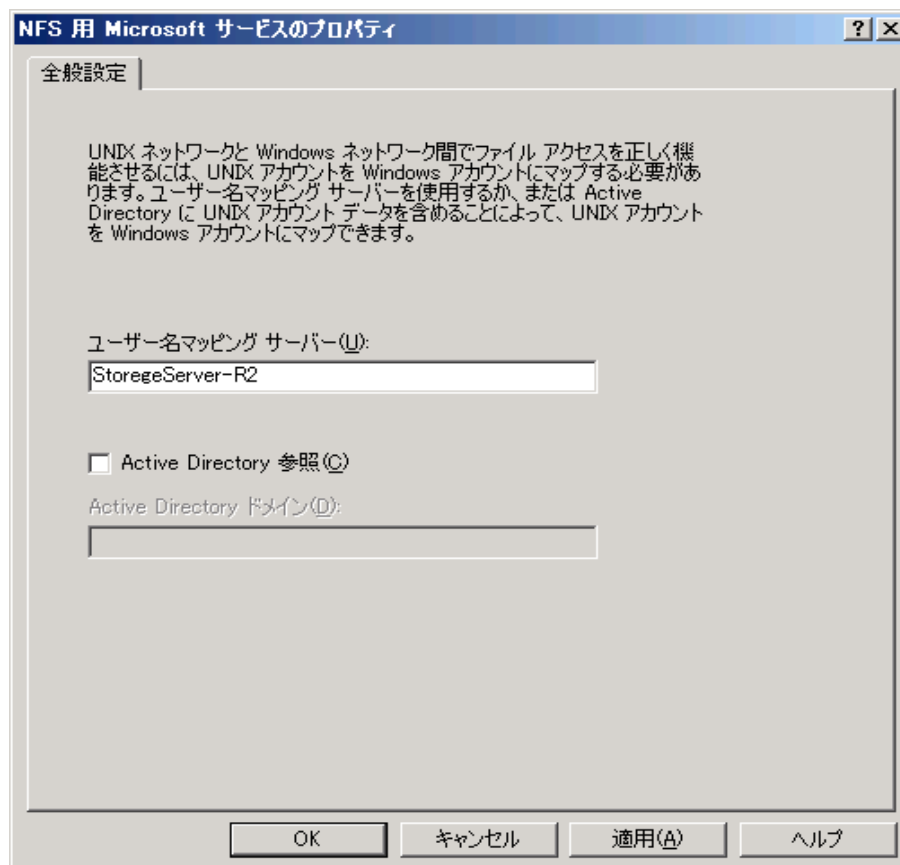 NFS 用 Microsoft サービスのプロパティ
全般設定
UNIX ネットワークと Windows ネットワーク間でファイル アクセスを正しく機
能させるには、UNIX アカウントを Windows アカウントにマップする必要があ
ります。ユーザー名マッピング サーバーを使用するか、または Active
Directory に UNIX アカウント データを含めることによって、UNIX アカウント
を Windows アカウントにマップできます。
ユーザー名マッピング サーバー(U):
StoregeServer-R2
Active Directory 参照(C)
Active Directory ドメイン(D):
OK キャンセル 適用(A) ヘルプ